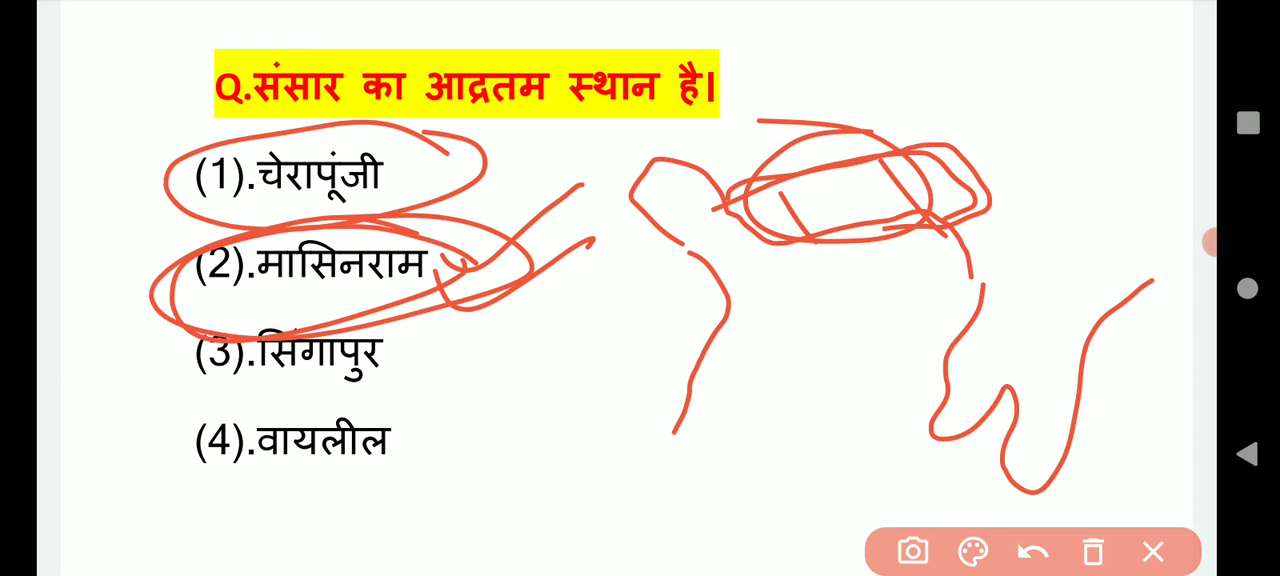 Q.संसार का आद्रतम स्थान है।
(1).चेरापूंजी
(2).मासिनराम
(3).सिंगापुर
(4).वायलील